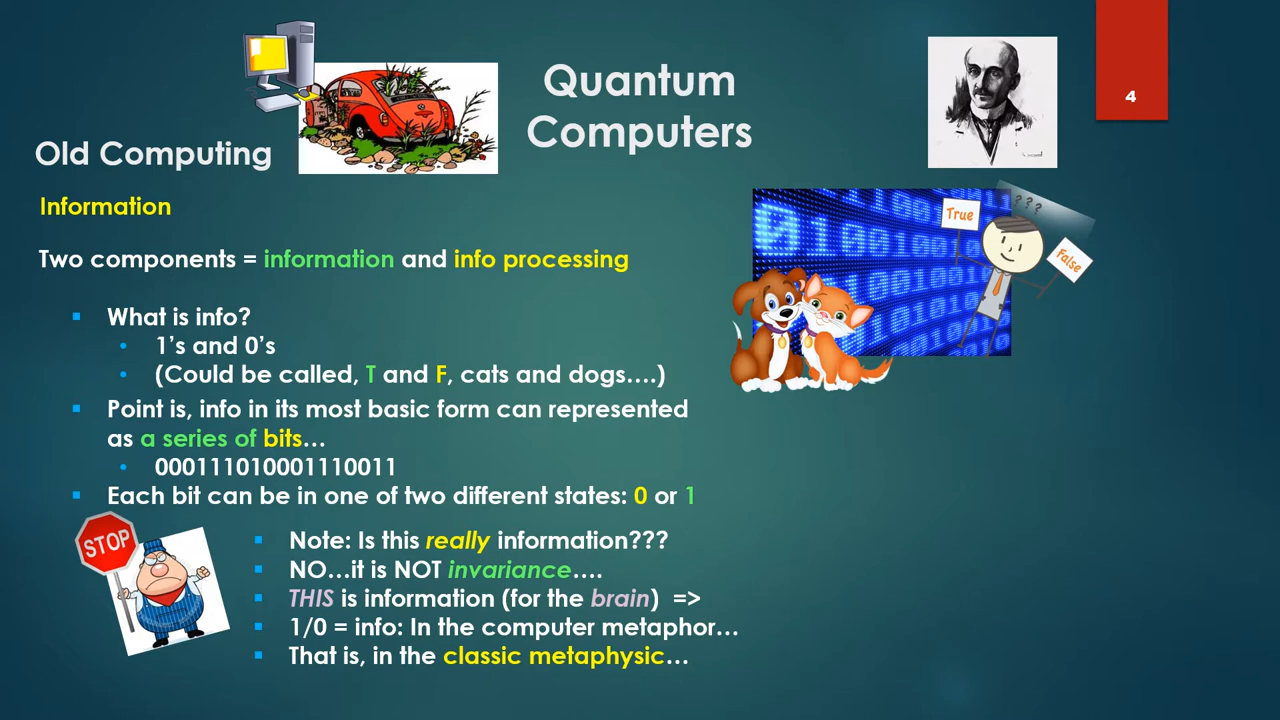 4
Quantum
Computers
Old Computing
Information
Two components = information and info processing
What is info?
1's and 0's
(Could be called, T and F, cats and dogs….)
Point is, info in its most basic form can represented
as a series of bits…
000111010001110011
Each bit can be in one of two different states: 0 or 1
Note: Is this really information???
NO…it is NOT invariance….
THIS is information (for the brain) =>
1/0 = info: In the computer metaphor…
That is, in the classic metaphysic…
STOP
True
???
False